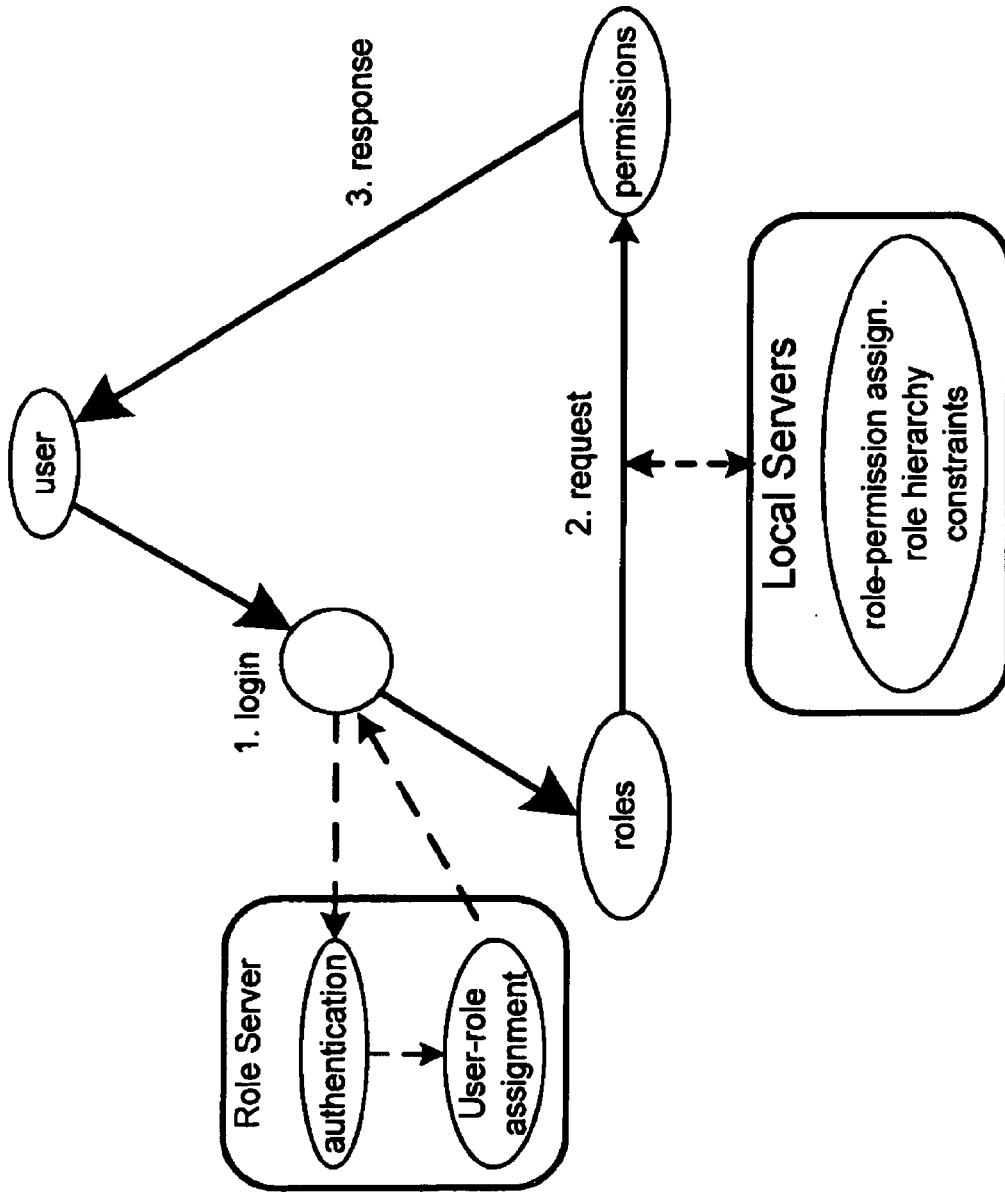 user
1. login
3. response
Role Server
authentication
User-role
assignment
roles
2. request
permissions
Local Servers
role-permission assign.
role hierarchy
constraints